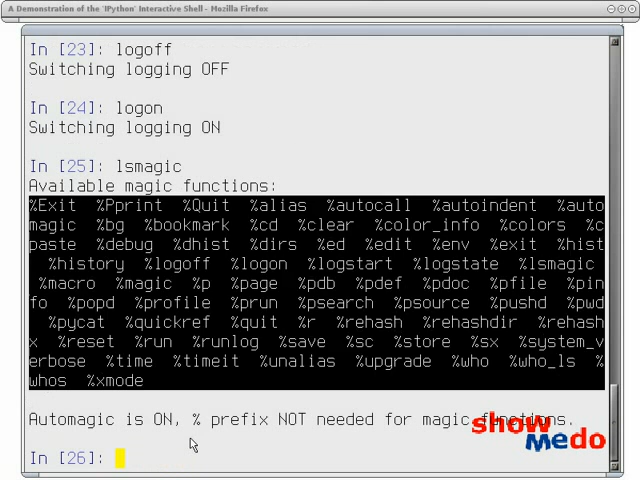 A Demonstration of the 'IPython' Interactive Shell - Mozilla Firefox
In [23]: logoff
Switching logging OFF
In [24]: logon
Switching logging ON
In [25]: lsmagic
Available magic functions:
%Exit %Pprint %Quit %alias %autocall %autoindent %auto
magic %bg %bookmark %cd %clear %color_info %colors %c
paste %debug %dhist %dirs %ed %edit %env %exit %hist
%history %logoff %logon %logstart %logstate %lsmagic
%macro %magic %p %page %pdb %pdef %pdoc %pfile %pin
fo %popd %profile %prun %psearch %psource %pushd %pwd
%pycat %quickref %quit %r %rehash %rehashdir %rehash
x %reset %run %runlog %save %sc %store %sx %system_v
erbose %time %timeit %unalias %upgrade %who %who_ls %
whos %xmode
Automagic is ON, % prefix NOT needed for magic functions.
show
medo
In [26]: